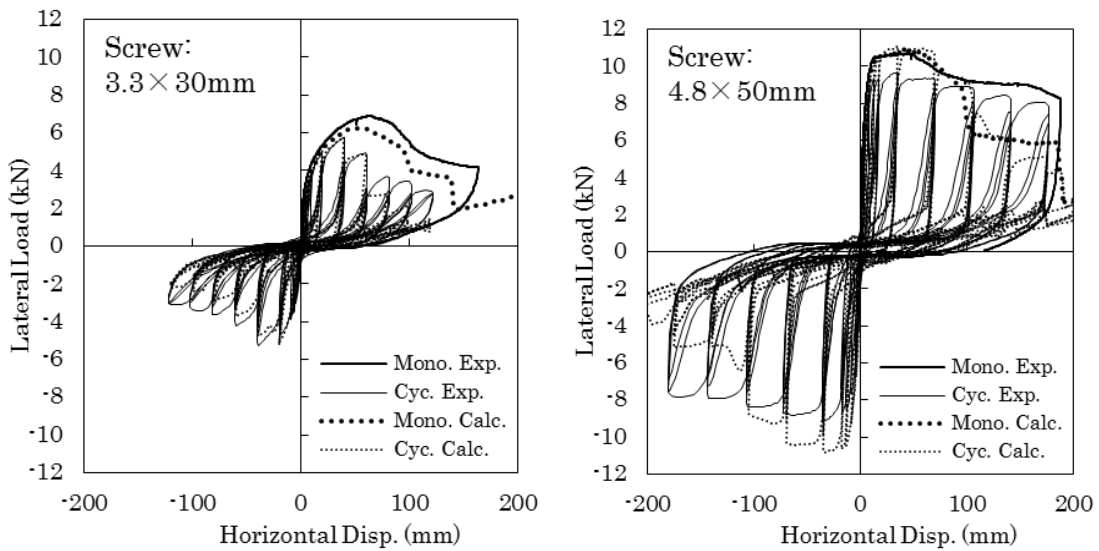 12
10
8
6
4
2
0
-2
-4
-6
-8
-10
-12
Lateral Load (kN)
Screw:
3.3×30mm
Mono. Exp.
Cyc. Exp.
Mono. Calc.
Cyc. Calc.
-200
-100
0
100
200
Horizontal Disp. (mm)
12
10
8
6
4
2
0
-2
-4
-6
-8
-10
-12
Lateral Load (kN)
Screw:
4.8×50mm
Mono. Exp.
Cyc. Exp.
Mono. Calc.
Cyc. Calc.
-200
-100
0
100
200
Horizontal Disp. (mm)